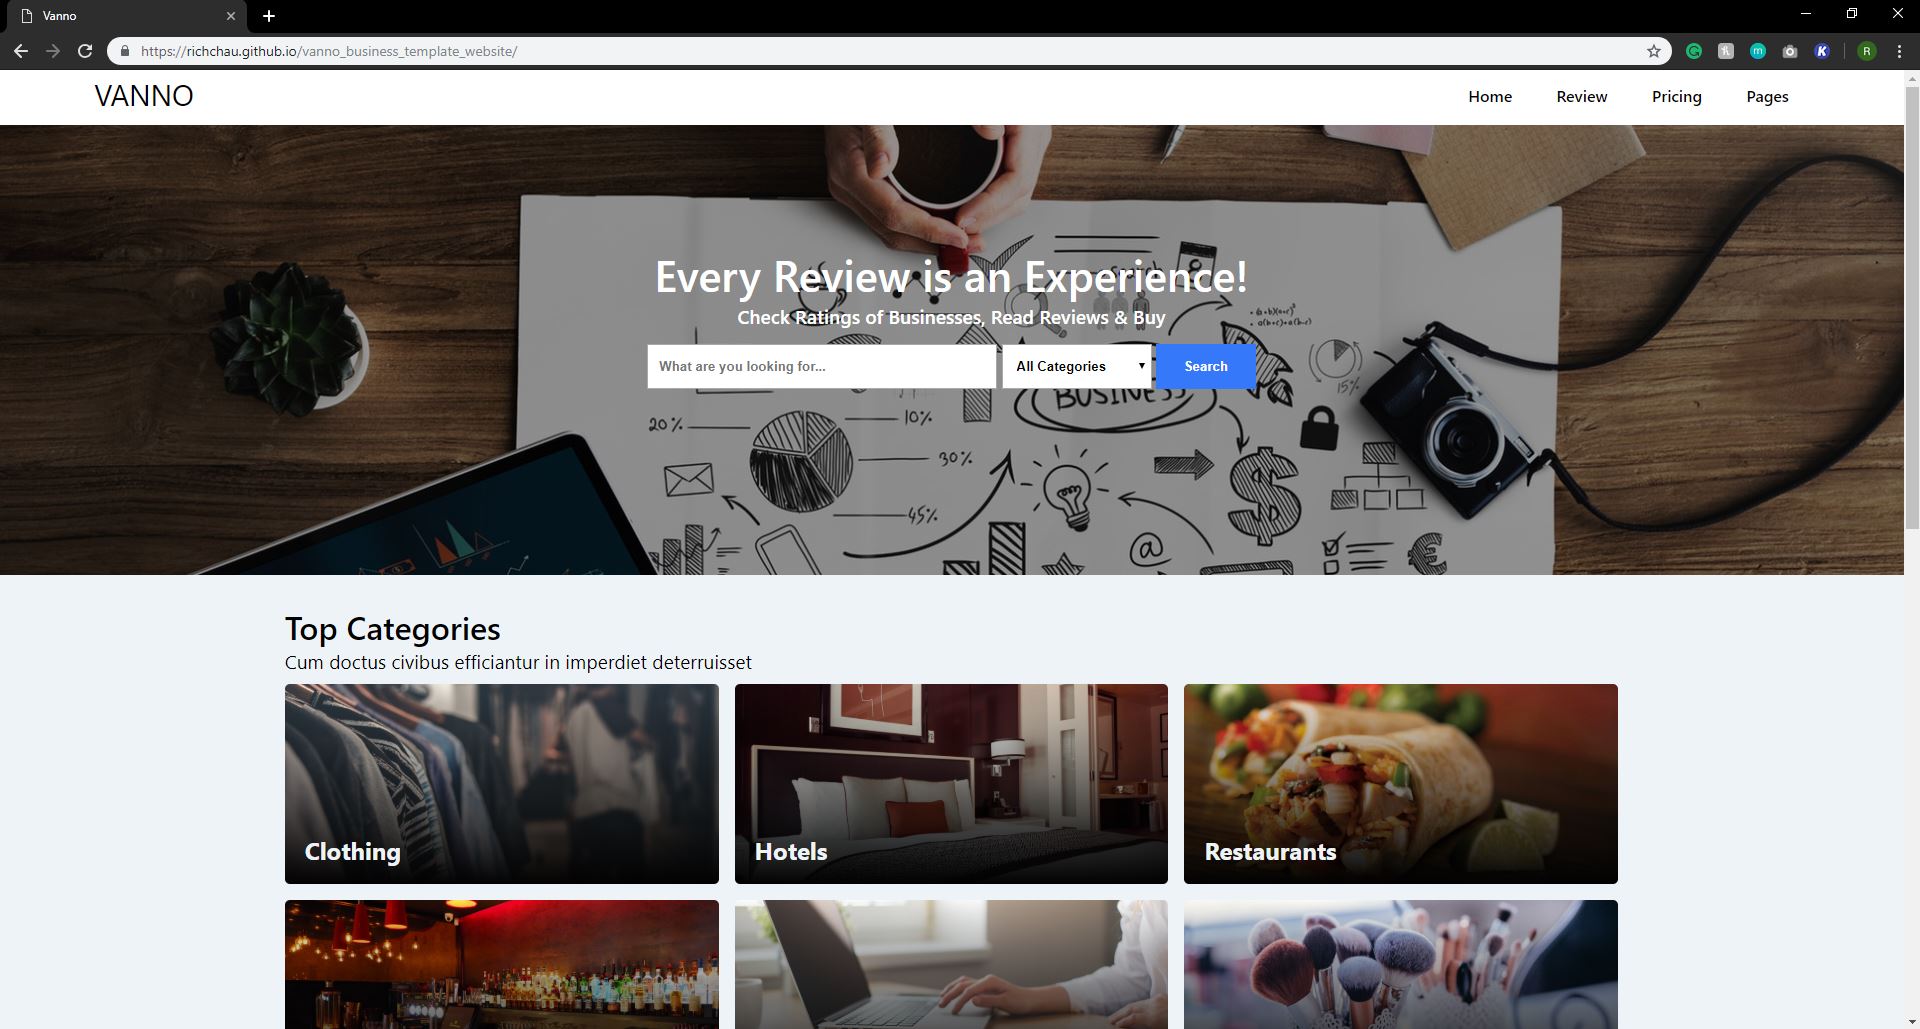 Vanno
https://richchau.github.io/vanno_business_template_website/
R
VANNO
Home Review Pricing Pages
Every Review is an Experience!
Check Ratings of Businesses, Read Reviews & Buy
What are you looking for...
All Categories
Search
BUSINESS
15%
20%
10%
30%
45%
@
$
€
Top Categories
Cum doctus civibus efficiantur in imperdiet deterruisset
Clothing
Hotels
Restaurants